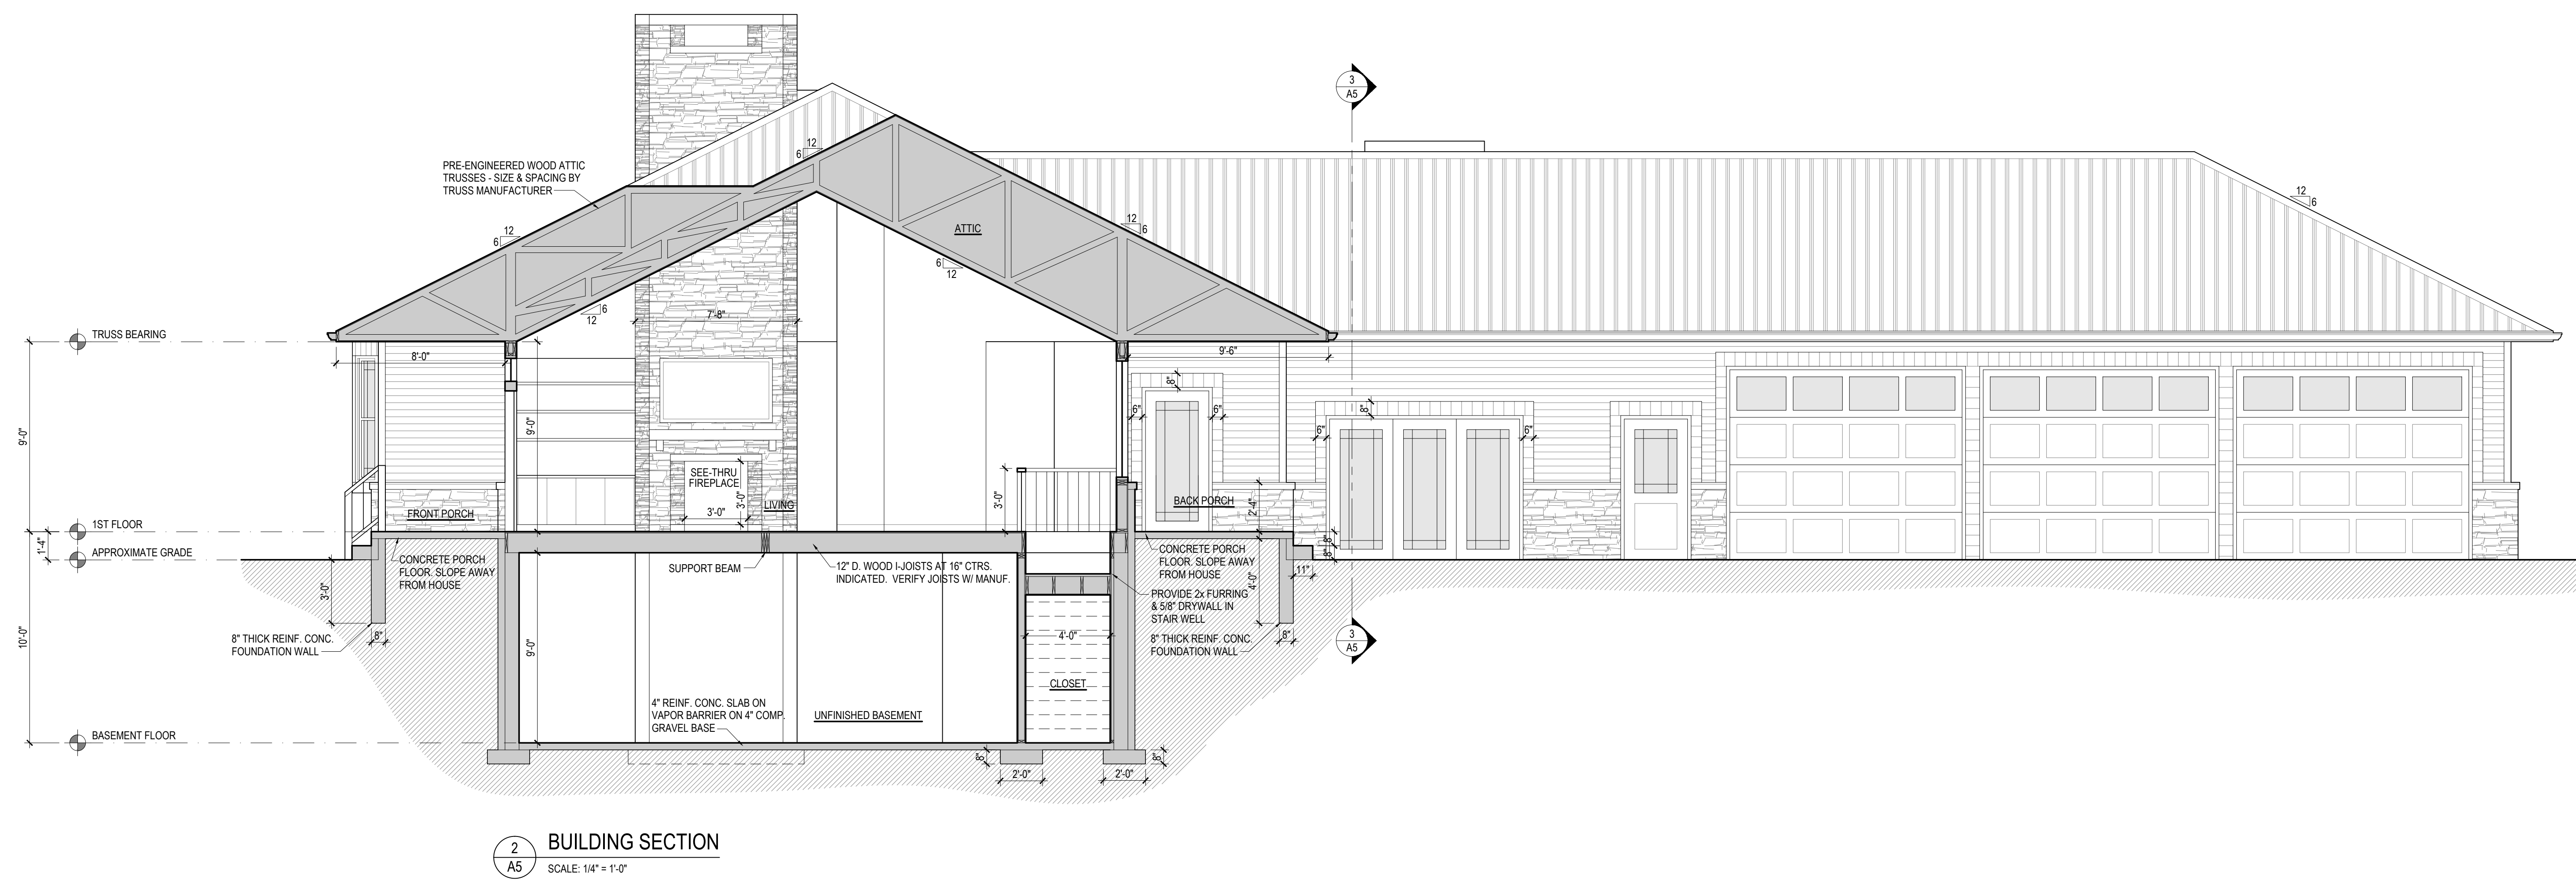 3
A5
12
6
PRE-ENGINEERED WOOD ATTIC
TRUSSES - SIZE & SPACING BY
TRUSS MANUFACTURER
12
6
12
6
12
6
ATTIC
6
12
6
12
7'-8"
TRUSS BEARING
8'-0"
9'-6"
8"
6"
6"
8"
6"
6"
9'-0"
9'-0"
SEE-THRU
FIREPLACE
3'-0"
3'-0"
LIVING
3'-0"
BACK PORCH
2'-4"
FRONT PORCH
1ST FLOOR
1'-4"
APPROXIMATE GRADE
CONCRETE PORCH
FLOOR. SLOPE AWAY
FROM HOUSE
SUPPORT BEAM
12" D. WOOD I-JOISTS AT 16" CTRS.
INDICATED. VERIFY JOISTS W/ MANUF.
CONCRETE PORCH
FLOOR. SLOPE AWAY
FROM HOUSE
8"
8"
11"
4'-0"
3'-0"
PROVIDE 2x FURRING
& 5/8" DRYWALL IN
STAIR WELL
8" THICK REINF. CONC.
FOUNDATION WALL
8"
10'-0"
9'-0"
4'-0"
8" THICK REINF. CONC.
FOUNDATION WALL
8"
3
A5
CLOSET
4" REINF. CONC. SLAB ON
VAPOR BARRIER ON 4" COMP.
GRAVEL BASE
UNFINISHED BASEMENT
BASEMENT FLOOR
8"
2'-0"
2'-0"
8"
2
A5
BUILDING SECTION
SCALE: 1/4" = 1'-0"